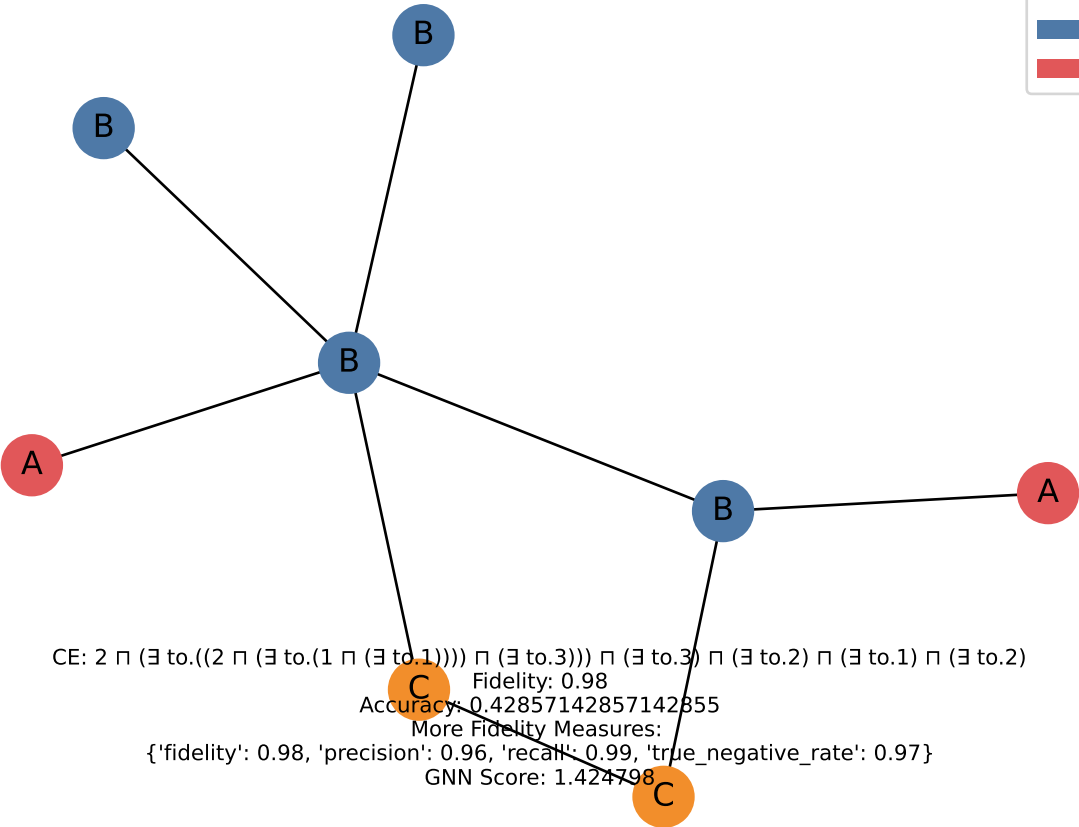 B
B
B
A
B
A
CE: 2 ⊓ (∃ to.((2 ⊓ (∃ to.(1 ⊓ (∃ to.1)))) ⊓ (∃ to.3))) ⊓ (∃ to.3) ⊓ (∃ to.2) ⊓ (∃ to.1) ⊓ (∃ to.2)
Fidelity: 0.98
C
Accuracy: 0.42857142857142855
More Fidelity Measures:
{'fidelity': 0.98, 'precision': 0.96, 'recall': 0.99, 'true_negative_rate': 0.97}
GNN Score: 1.424798
C